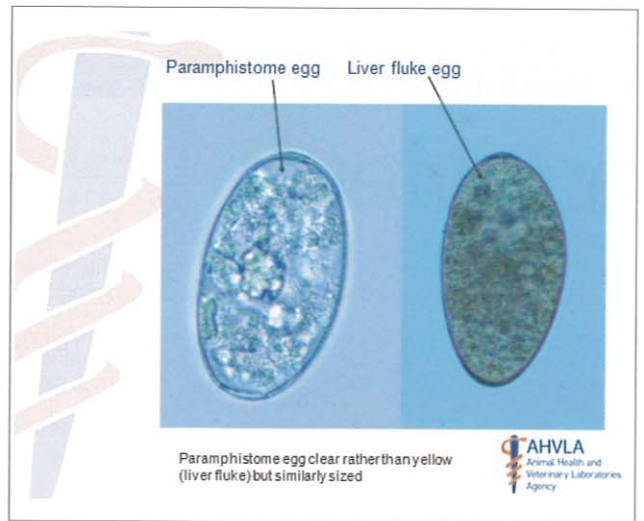 Paramphistome egg Liver fluke egg
Paramphistome egg clear rather than yellow
(liver fluke) but similarly sized
AHVLA
Animal Health and
Veterinary Laboratories
Agency